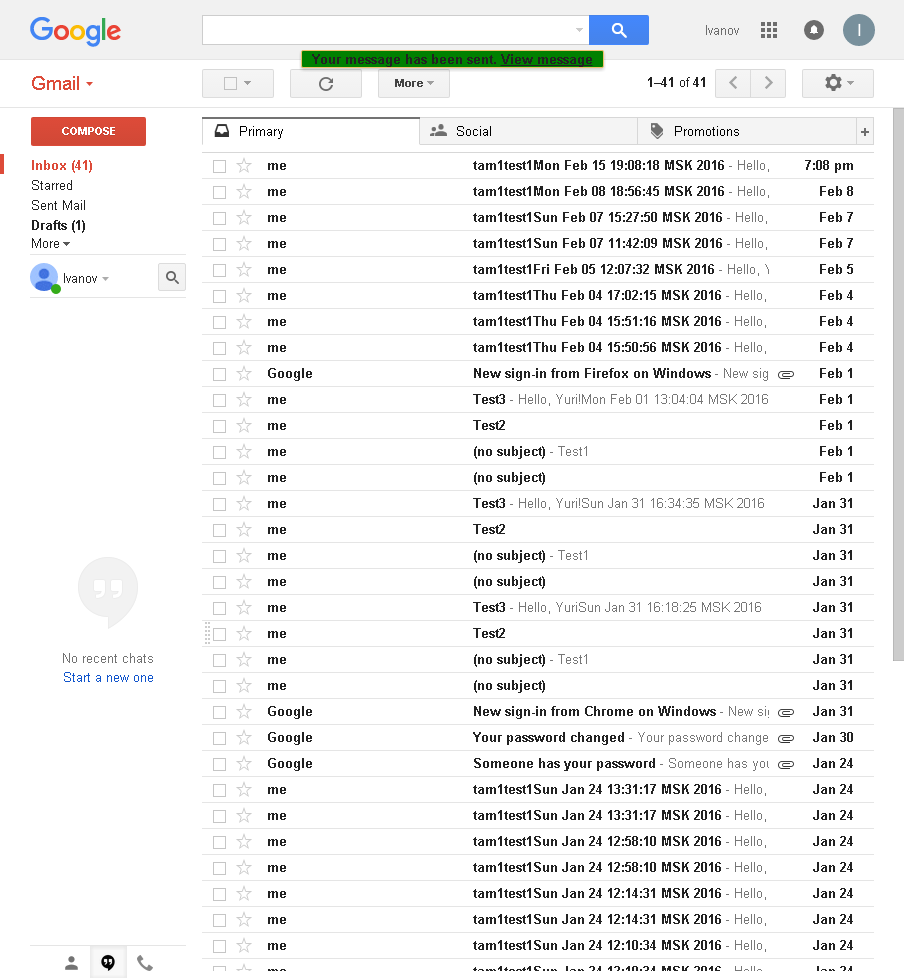 Google
Ivanov
I
Your message has been sent. View message
Gmail
More
1–41 of 41
COMPOSE
Primary
Social
Promotions
+
Inbox (41)
Starred
Sent Mail
Drafts (1)
More
Ivanov
No recent chats
Start a new one
me tam1test1Mon Feb 15 19:08:18 MSK 2016 - Hello, 7:08 pm
me tam1test1Mon Feb 08 18:56:45 MSK 2016 - Hello, Feb 8
me tam1test1Sun Feb 07 15:27:50 MSK 2016 - Hello, Feb 7
me tam1test1Sun Feb 07 11:42:09 MSK 2016 - Hello, Feb 7
me tam1test1Fri Feb 05 12:07:32 MSK 2016 - Hello, Feb 5
me tam1test1Thu Feb 04 17:02:15 MSK 2016 - Hello, Feb 4
me tam1test1Thu Feb 04 15:51:16 MSK 2016 - Hello, Feb 4
me tam1test1Thu Feb 04 15:50:56 MSK 2016 - Hello, Feb 4
Google New sign-in from Firefox on Windows - New sig Feb 1
me Test3 - Hello, Yuri!Mon Feb 01 13:04:04 MSK 2016 Feb 1
me Test2 Feb 1
me (no subject) - Test1 Feb 1
me (no subject) Feb 1
me Test3 - Hello, Yuri!Sun Jan 31 16:34:35 MSK 2016 Jan 31
me Test2 Jan 31
me (no subject) - Test1 Jan 31
me (no subject) Jan 31
me Test3 - Hello, YuriSun Jan 31 16:18:25 MSK 2016 Jan 31
me Test2 Jan 31
me (no subject) - Test1 Jan 31
me (no subject) Jan 31
Google New sign-in from Chrome on Windows - New si Jan 31
Google Your password changed - Your password change Jan 30
Google Someone has your password - Someone has you Jan 24
me tam1test1Sun Jan 24 13:31:17 MSK 2016 - Hello, Jan 24
me tam1test1Sun Jan 24 13:31:17 MSK 2016 - Hello, Jan 24
me tam1test1Sun Jan 24 12:58:10 MSK 2016 - Hello, Jan 24
me tam1test1Sun Jan 24 12:58:10 MSK 2016 - Hello, Jan 24
me tam1test1Sun Jan 24 12:14:31 MSK 2016 - Hello, Jan 24
me tam1test1Sun Jan 24 12:14:31 MSK 2016 - Hello, Jan 24
me tam1test1Sun Jan 24 12:10:34 MSK 2016 - Hello, Jan 24